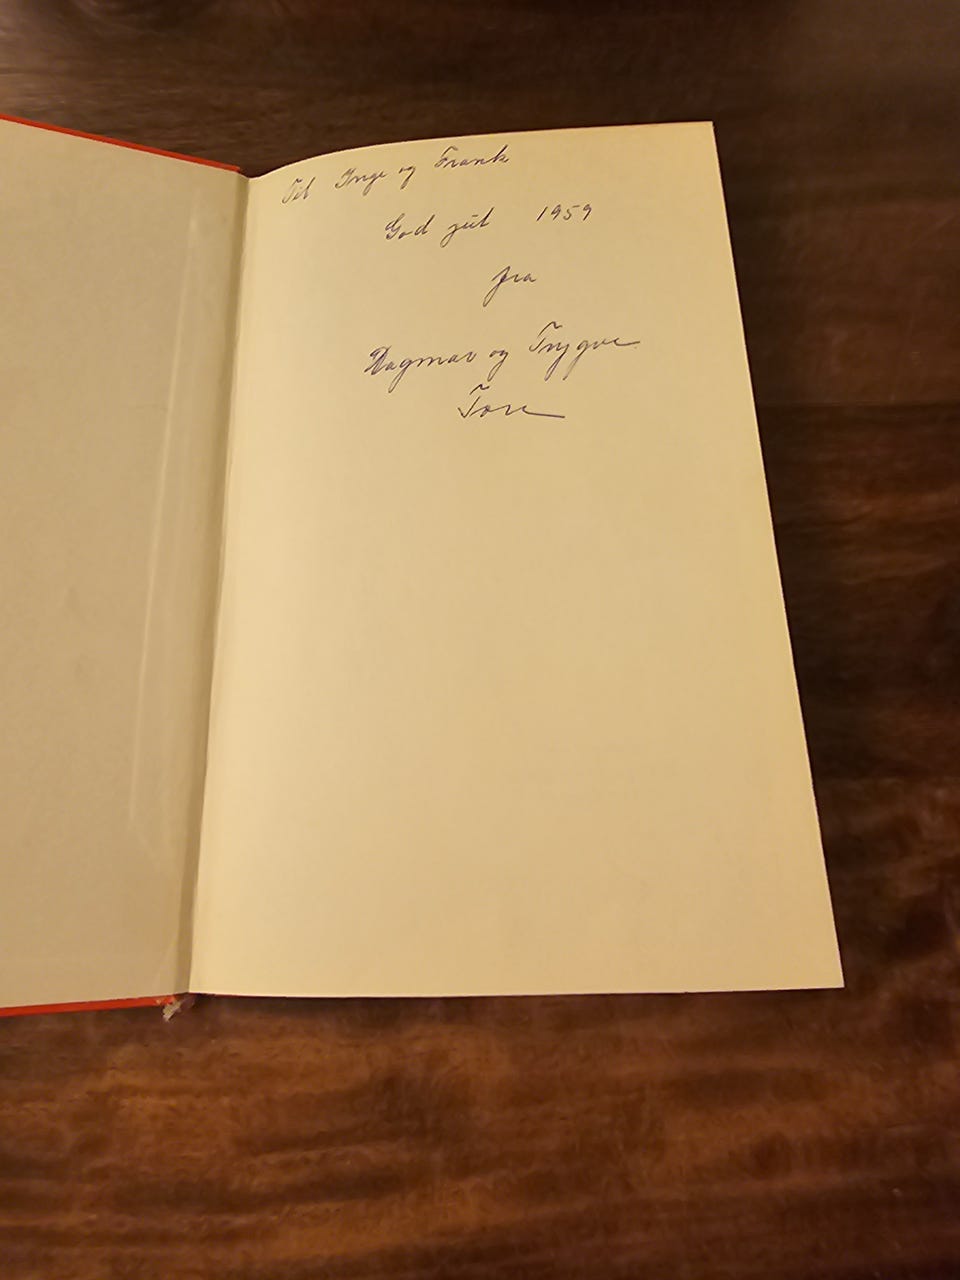 Til Inge og Frank
God jul 1959
fra
Dagmar og Trygve
Tore